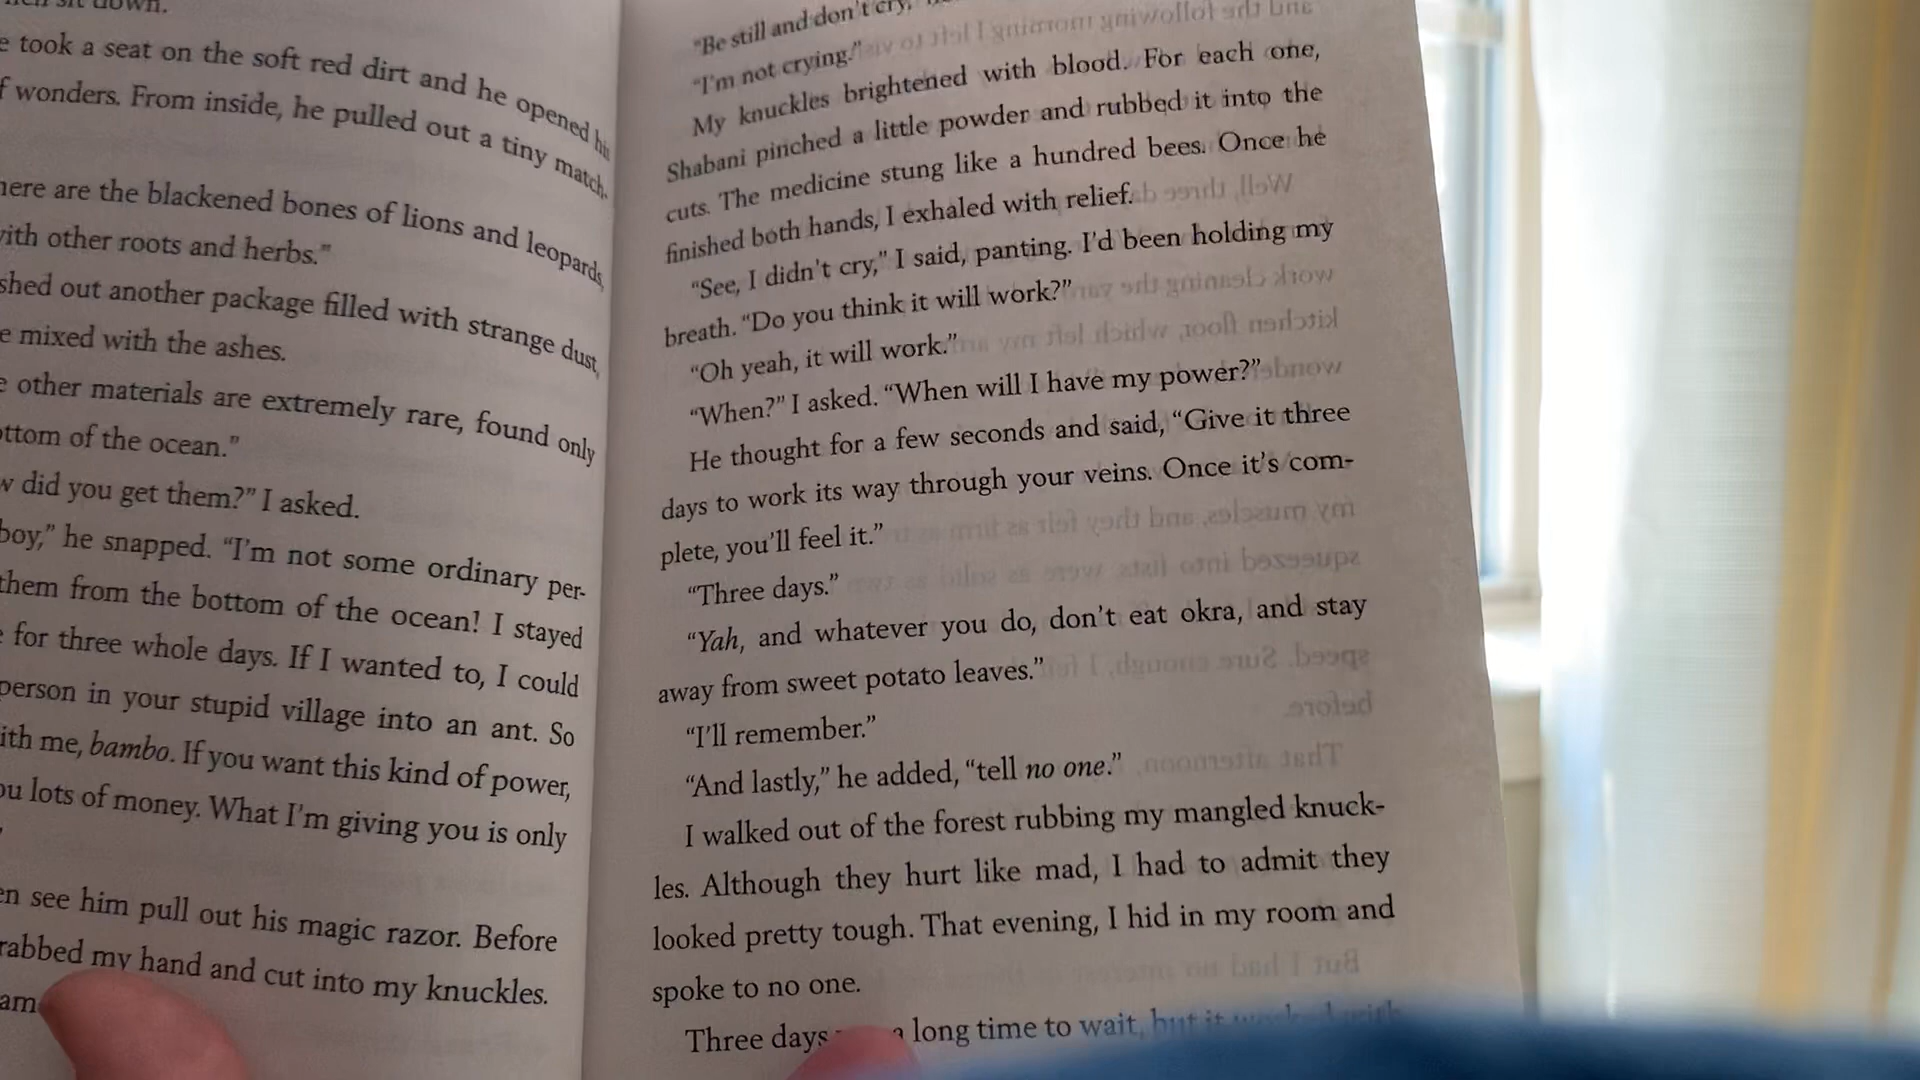 sit down.
took a seat on the soft red dirt and he opened his
wonders. From inside, he pulled out a tiny match.
are the blackened bones of lions and leopards,
with other roots and herbs.”
out another package filled with strange dust,
mixed with the ashes.
other materials are extremely rare, found only
of the ocean.”
did you get them?” I asked.
boy,” he snapped. “I’m not some ordinary per-
them from the bottom of the ocean! I stayed
for three whole days. If I wanted to, I could
person in your stupid village into an ant. So
with me, bambo. If you want this kind of power,
lots of money. What I’m giving you is only
see him pull out his magic razor. Before
grabbed my hand and cut into my knuckles.
“Be still and don’t cry,
“I’m not crying.”
My knuckles brightened with blood. For each one,
Shabani pinched a little powder and rubbed it into the
cuts. The medicine stung like a hundred bees. Once he
finished both hands, I exhaled with relief.
“See, I didn’t cry,” I said, panting. I’d been holding my
breath. “Do you think it will work?”
“Oh yeah, it will work.”
“When?” I asked. “When will I have my power?”
He thought for a few seconds and said, “Give it three
days to work its way through your veins. Once it’s com-
plete, you’ll feel it.”
“Three days.”
“Yah, and whatever you do, don’t eat okra, and stay
away from sweet potato leaves.”
“I’ll remember.”
“And lastly,” he added, “tell no one.”
I walked out of the forest rubbing my mangled knuck-
les. Although they hurt like mad, I had to admit they
looked pretty tough. That evening, I hid in my room and
spoke to no one.
Three days a long time to wait, but it